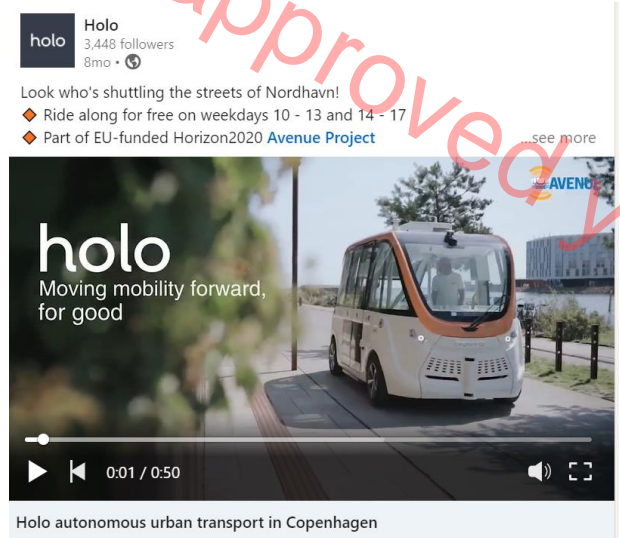 holo
Holo
3,448 followers
8mo •
Look who's shuttling the streets of Nordhavn!
Ride along for free on weekdays 10 - 13 and 14 - 17
Part of EU-funded Horizon2020 Avenue Project
...see more
AVENUE
holo
Moving mobility forward,
for good
0:01 / 0:50
Holo autonomous urban transport in Copenhagen
approved y